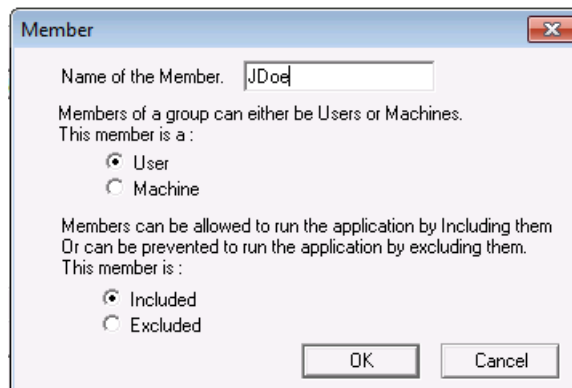 Member
Name of the Member. JDoe
Members of a group can either be Users or Machines.
This member is a :
User
Machine
Members can be allowed to run the application by Including them
Or can be prevented to run the application by excluding them.
This member is :
Included
Excluded
OK Cancel